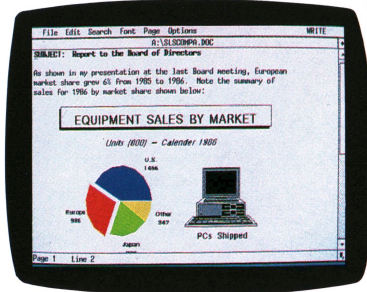 File Edit Search Font Page Options WRITE
A:\SLSCOMPA.DOC
SUBJECT: Report to the Board of Directors
As shown in my presentation at the last Board meeting, European
market share grew 6% from 1985 to 1986. Note the summary of
sales for 1986 by market share shown below:
EQUIPMENT SALES BY MARKET
Units (000) – Calender 1986
U.S.
1486
Europe
986
Other
347
Japan
PCs Shipped
Page 1 Line 2